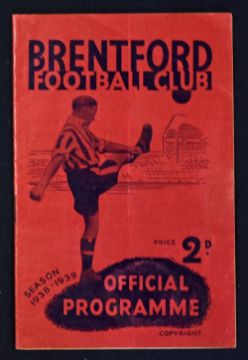 BRENTFORD
FOOTBALL CLUB
SEASON
1938-1939
PRICE 2D.
OFFICIAL
PROGRAMME
COPYRIGHT